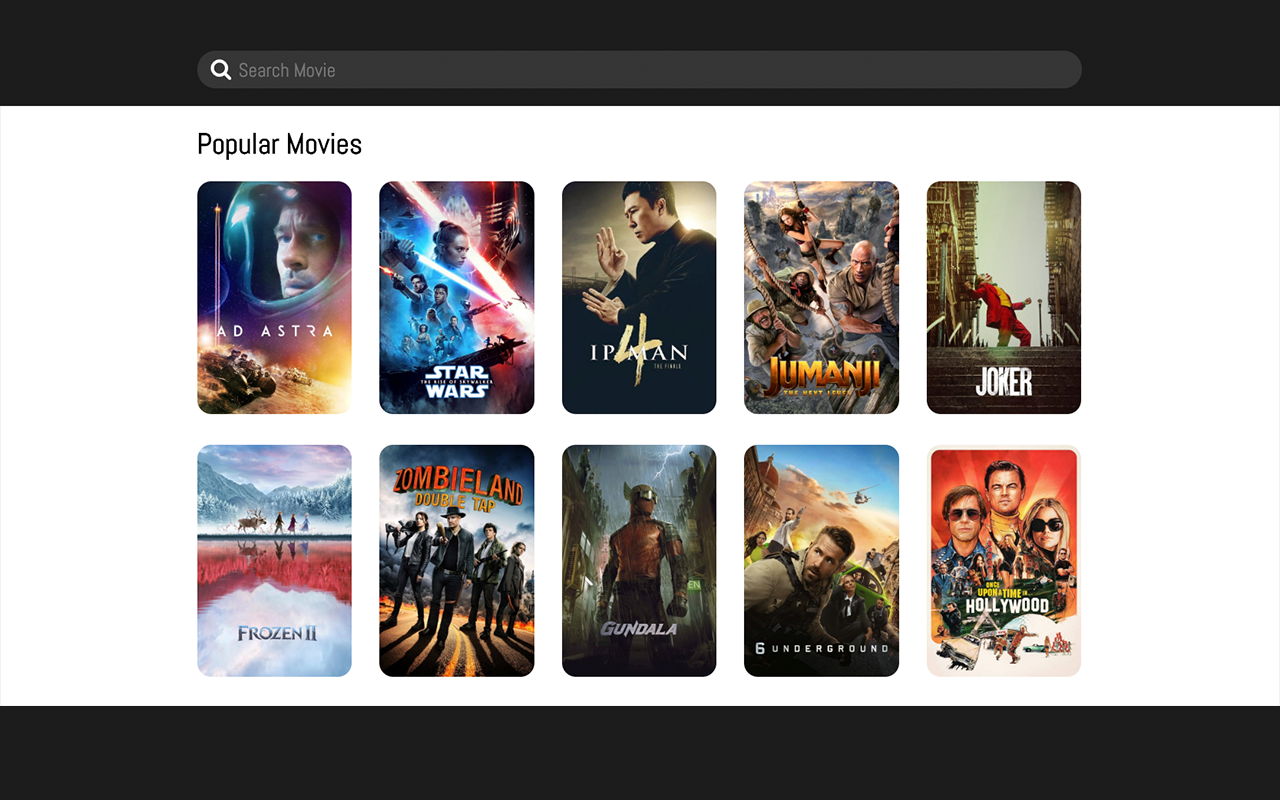 Search Movie
Popular Movies
AD ASTRA
STAR
THE RISE OF SKYWALKER
WARS
IP MAN
4
THE FINALE
JUMANJI
THE NEXT LEVEL
JOKER
FROZEN II
ZOMBIELAND
DOUBLE TAP
EN
GUNDALA
6 UNDERGROUND
ONCE
UPON A TIME IN
HOLLYWOOD